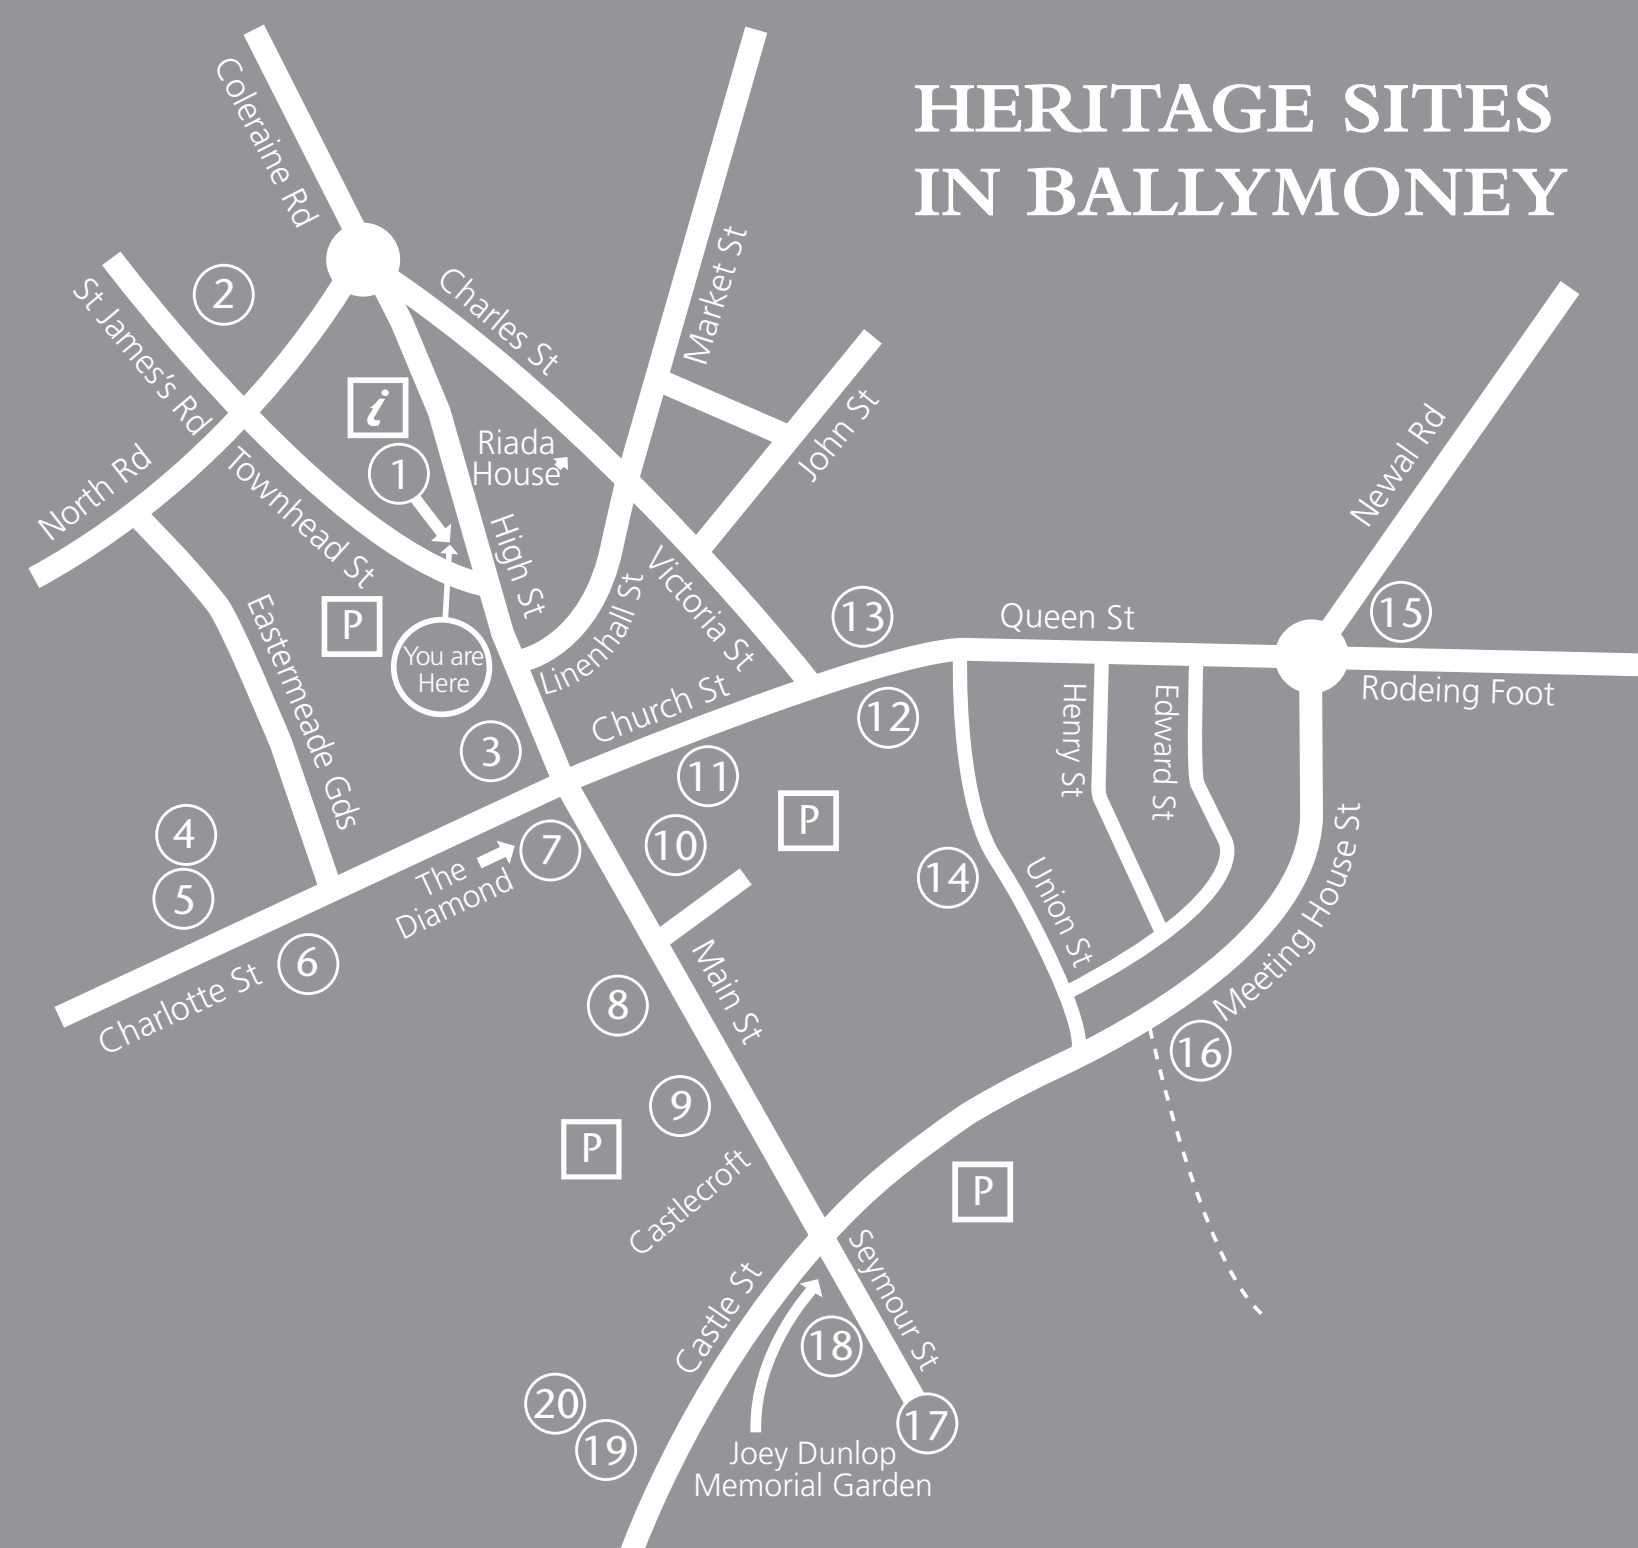 HERITAGE SITES
IN BALLYMONEY
Coleraine Rd
2
St James's Rd
Charles St
Market St
i
1
Riada
House
John St
North Rd
Townhead St
High St
Newal Rd
P
You are
Here
Linenhall St
Victoria St
13
Queen St
15
Eastermeade Gds
3
Church St
12
Henry St
Edward St
Rodeing Foot
11
P
4
5
The
Diamond
7
10
14
Union St
Meeting House St
6
Charlotte St
8
Main St
16
9
P
Castlecroft
P
Castle St
Seymour St
18
20
19
17
Joey Dunlop
Memorial Garden